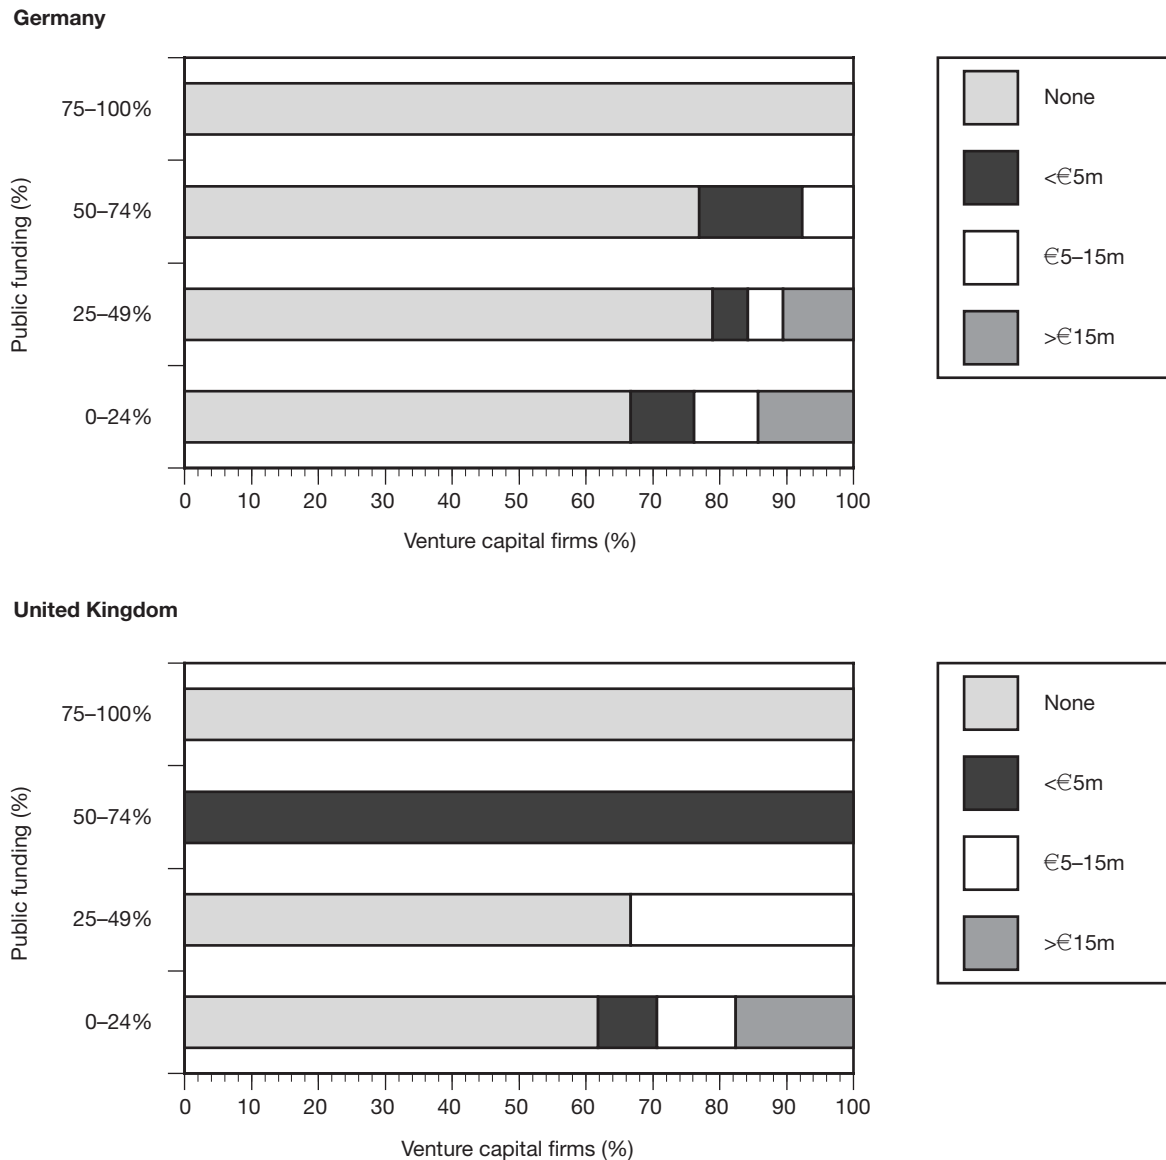 Germany
Public funding (%)
75–100%
50–74%
25–49%
0–24%
0 10 20 30 40 50 60 70 80 90 100
Venture capital firms (%)
None
<€5m
€5–15m
>€15m
United Kingdom
Public funding (%)
75–100%
50–74%
25–49%
0–24%
0 10 20 30 40 50 60 70 80 90 100
Venture capital firms (%)
None
<€5m
€5–15m
>€15m